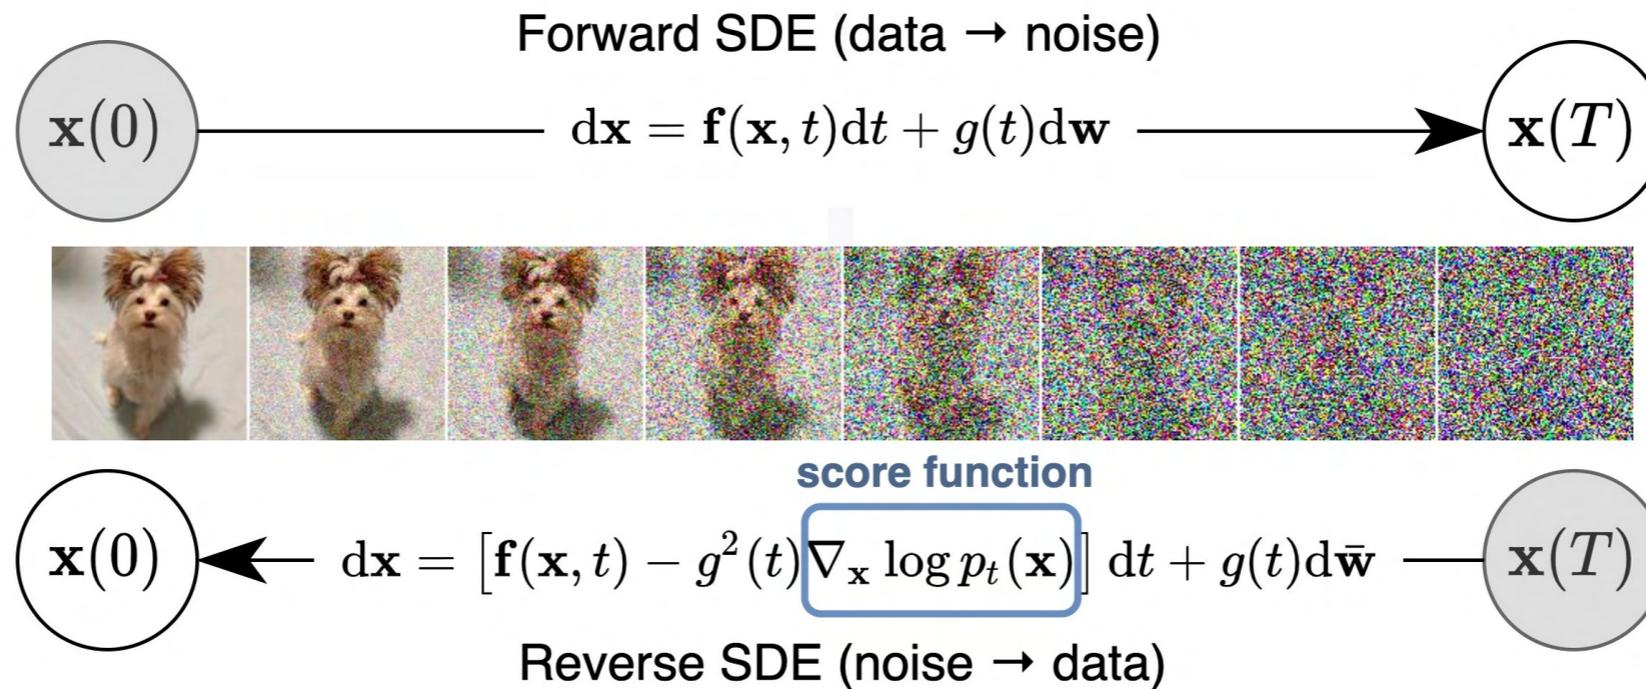 Forward SDE (data → noise)
x(0) dx = f(x, t)dt + g(t)dw x(T)
score function
x(0) dx = [f(x, t) − g²(t)∇ₓ log pₜ(x)] dt + g(t)dw̄ x(T)
Reverse SDE (noise → data)